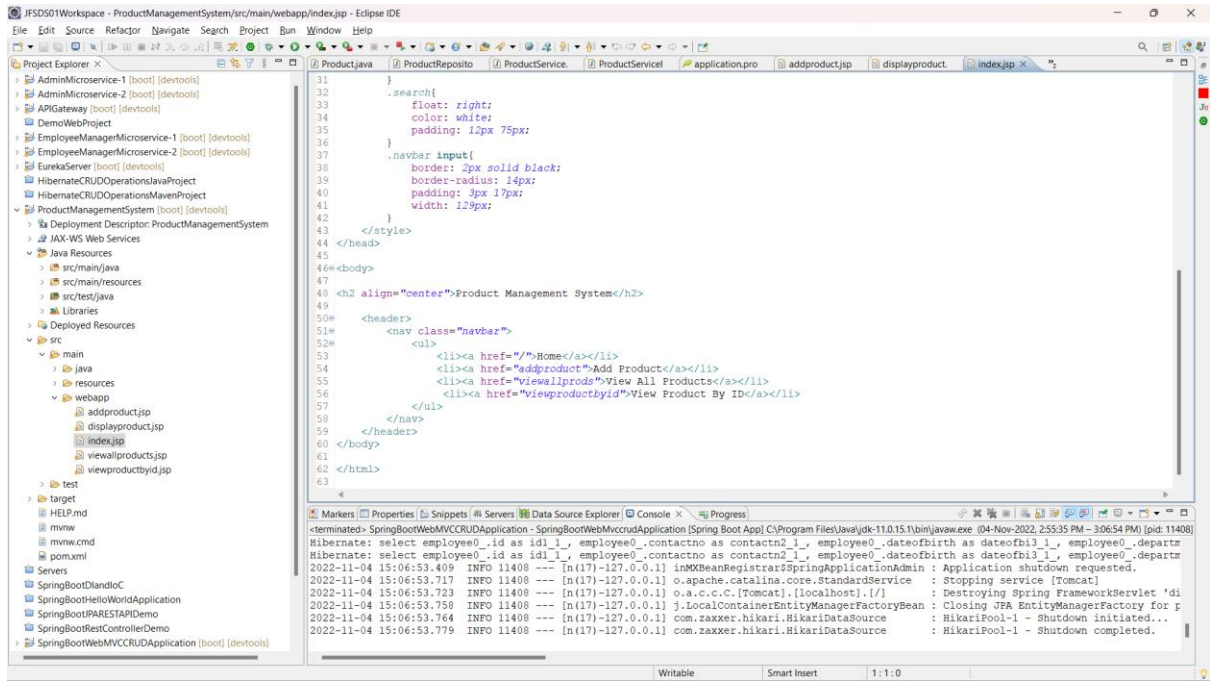 JFSDS01Workspace - ProductManagementSystem/src/main/webapp/index.jsp - Eclipse IDE
File Edit Source Refactor Navigate Search Project Run Window Help
Project Explorer
AdminMicroservice-1 [boot] [devtools]
AdminMicroservice-2 [boot] [devtools]
APIGateway [boot] [devtools]
DemoWebProject
EmployeeManagerMicroservice-1 [boot] [devtools]
EmployeeManagerMicroservice-2 [boot] [devtools]
EurekaServer [boot] [devtools]
HibernateCRUDOperationsJavaProject
HibernateCRUDOperationsMavenProject
ProductManagementSystem [boot] [devtools]
Deployment Descriptor: ProductManagementSystem
JAX-WS Web Services
Java Resources
src/main/java
src/main/resources
src/test/java
Libraries
Deployed Resources
src
main
java
resources
webapp
addproduct.jsp
displayproduct.jsp
index.jsp
viewallproducts.jsp
viewproductbyid.jsp
test
target
HELP.md
mvnw
mvnw.cmd
pom.xml
Servers
SpringBootDIandIoC
SpringBootHelloWorldApplication
SpringBootJPARESTAPIDemo
SpringBootRestControllerDemo
SpringBootWebMVCCRUDApplication [boot] [devtools]
Product.java ProductReposito ProductService. ProductServiceI application.pro addproduct.jsp displayproduct. index.jsp
31 }
32 .search{
33 float: right;
34 color: white;
35 padding: 12px 75px;
36 }
37 .navbar input{
38 border: 2px solid black;
39 border-radius: 14px;
40 padding: 3px 17px;
41 width: 129px;
42 }
43 </style>
44 </head>
45
46 <body>
47
48 <h2 align="center">Product Management System</h2>
49
50 <header>
51 <nav class="navbar">
52 <ul>
53 <li><a href="/">Home</a></li>
54 <li><a href="addproduct">Add Product</a></li>
55 <li><a href="viewallprods">View All Products</a></li>
56 <li><a href="viewproductbyid">View Product By ID</a></li>
57 </ul>
58 </nav>
59 </header>
60 </body>
61
62 </html>
63
Markers Properties Snippets Servers Data Source Explorer Console Progress
<terminated> SpringBootWebMVCCRUDApplication - SpringBootWebMvccrudApplication [Spring Boot App] C:\Program Files\Java\jdk-11.0.15.1\bin\javaw.exe (04-Nov-2022, 2:55:35 PM – 3:06:54 PM) [pid: 11408]
Hibernate: select employee0_.id as id1_1_, employee0_.contactno as contactn2_1_, employee0_.dateofbirth as dateofbi3_1_, employee0_.departm
Hibernate: select employee0_.id as id1_1_, employee0_.contactno as contactn2_1_, employee0_.dateofbirth as dateofbi3_1_, employee0_.departm
2022-11-04 15:06:53.409 INFO 11408 --- [n(17)-127.0.0.1] inMXBeanRegistrar$SpringApplicationAdmin : Application shutdown requested.
2022-11-04 15:06:53.723 INFO 11408 --- [n(17)-127.0.0.1] o.apache.catalina.core.StandardService : Stopping service [Tomcat]
2022-11-04 15:06:53.733 INFO 11408 --- [n(17)-127.0.0.1] o.a.c.c.C.[Tomcat].[localhost].[/] : Destroying Spring FrameworkServlet 'di
2022-11-04 15:06:53.758 INFO 11408 --- [n(17)-127.0.0.1] j.LocalContainerEntityManagerFactoryBean : Closing JPA EntityManagerFactory for p
2022-11-04 15:06:53.764 INFO 11408 --- [n(17)-127.0.0.1] com.zaxxer.hikari.HikariDataSource : HikariPool-1 - Shutdown initiated...
2022-11-04 15:06:53.779 INFO 11408 --- [n(17)-127.0.0.1] com.zaxxer.hikari.HikariDataSource : HikariPool-1 - Shutdown completed.
Writable Smart Insert 1 : 1 : 0